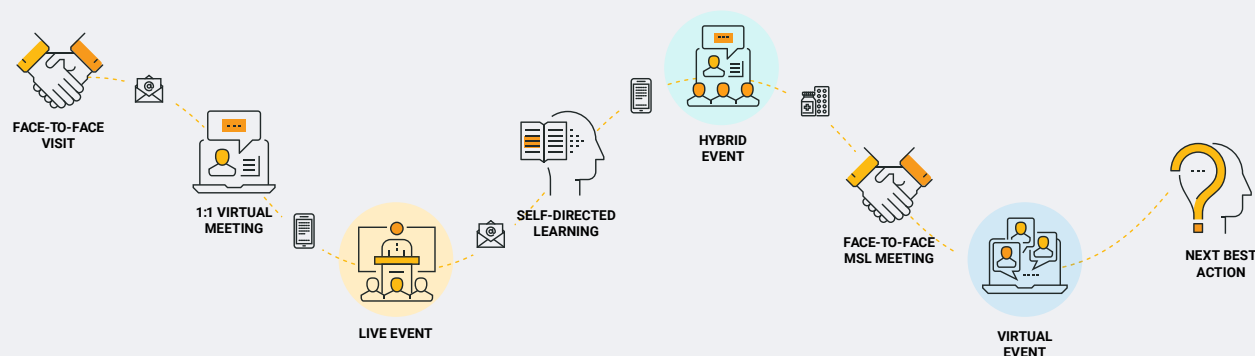 FACE-TO-FACE
VISIT
1:1 VIRTUAL
MEETING
LIVE EVENT
SELF-DIRECTED
LEARNING
HYBRID
EVENT
FACE-TO-FACE
MSL MEETING
VIRTUAL
EVENT
NEXT BEST
ACTION